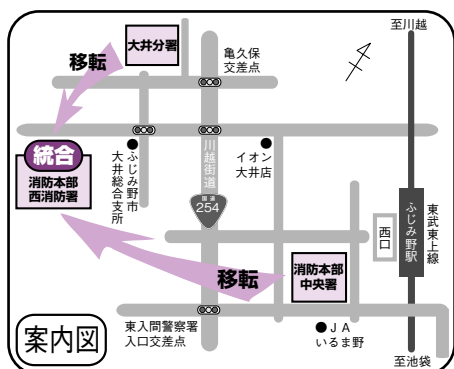 至川越
大井分署
移転
亀久保
交差点
統合
消防本部
西消防署
ふじみ野市
大井総合支所
川越街道
イオン
大井店
国道
254
西口
ふじみ野駅
東武東上線
消防本部
中央署
移転
東入間警察署
入口交差点
JA
いるま野
案内図
至池袋